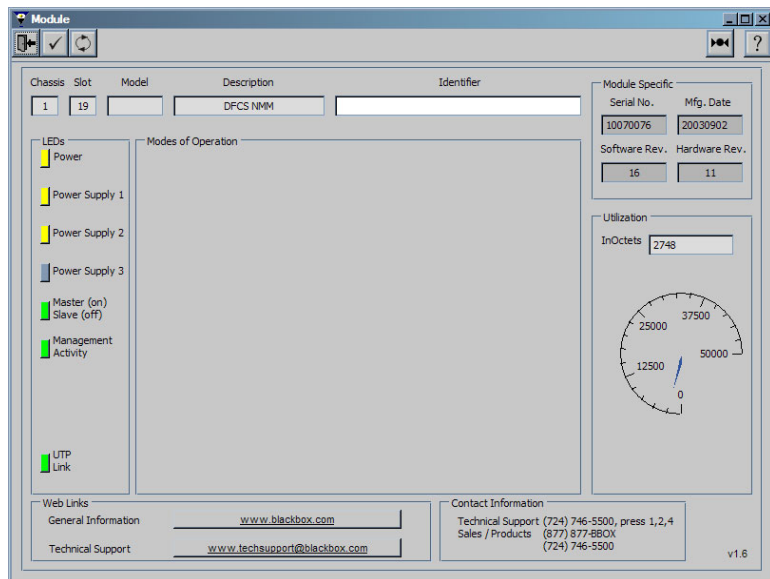 Module
?
Chassis Slot Model Description Identifier
1 19 DFCS NMM
Module Specific
Serial No. Mfg. Date
10070076 20030902
Software Rev. Hardware Rev.
16 11
LEDs
Power
Power Supply 1
Power Supply 2
Power Supply 3
Master (on)
Slave (off)
Management
Activity
UTP
Link
Modes of Operation
Utilization
InOctets 2748
0
12500
25000
37500
50000
Web Links
General Information www.blackbox.com
Technical Support www.techsupport@blackbox.com
Contact Information
Technical Support (724) 746-5500, press 1,2,4
Sales / Products (877) 877-BBOX
(724) 746-5500
v1.6